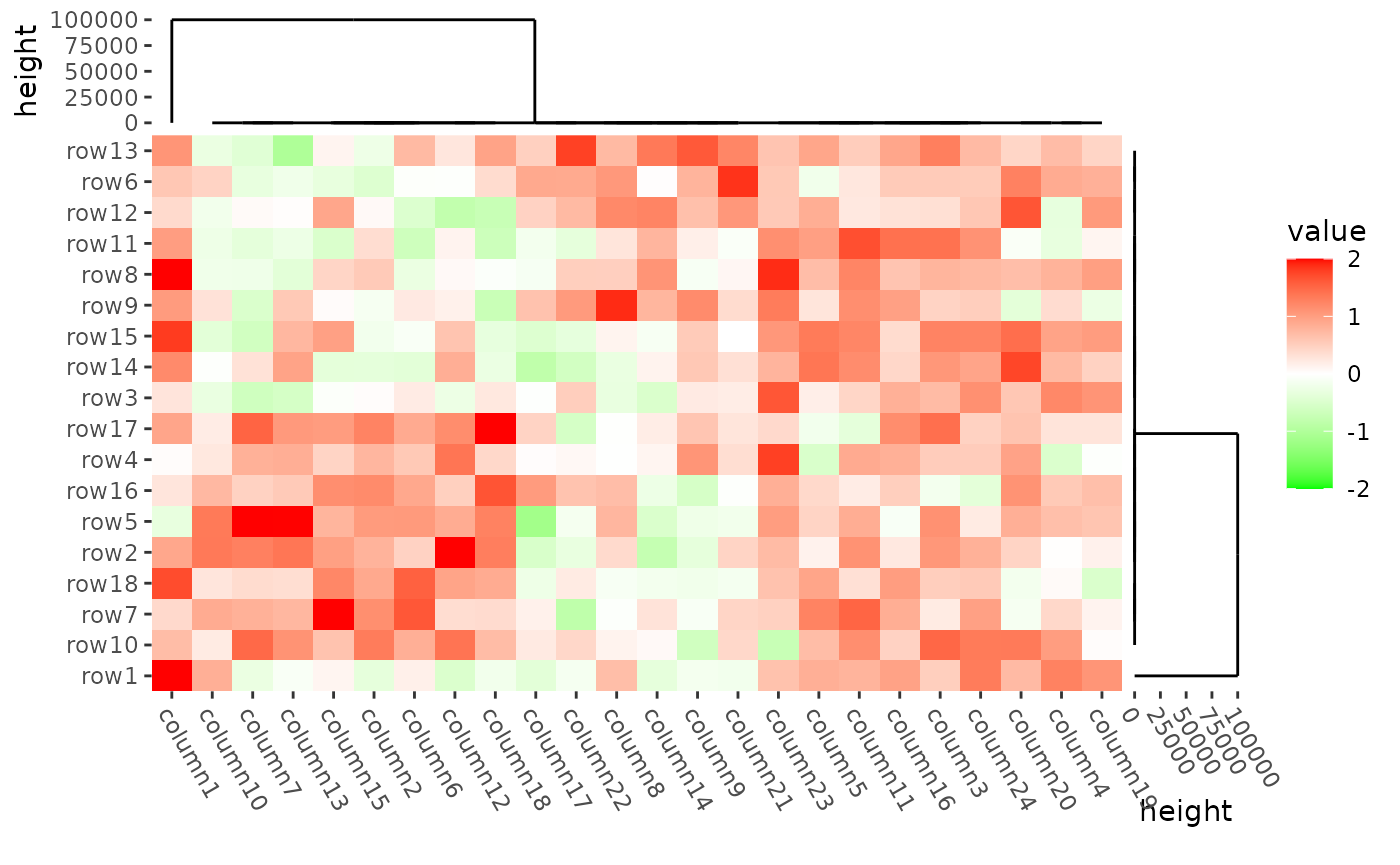 height
100000
75000
50000
25000
0
row13
row6
row12
row11
row8
row9
row15
row14
row3
row17
row4
row16
row5
row2
row18
row7
row10
row1
column1
column10
column7
column13
column15
column2
column6
column12
column18
column17
column22
column8
column14
column9
column21
column23
column5
column11
column16
column3
column24
column20
column4
column19
0
25000
50000
75000
100000
height
value
2
1
0
-1
-2